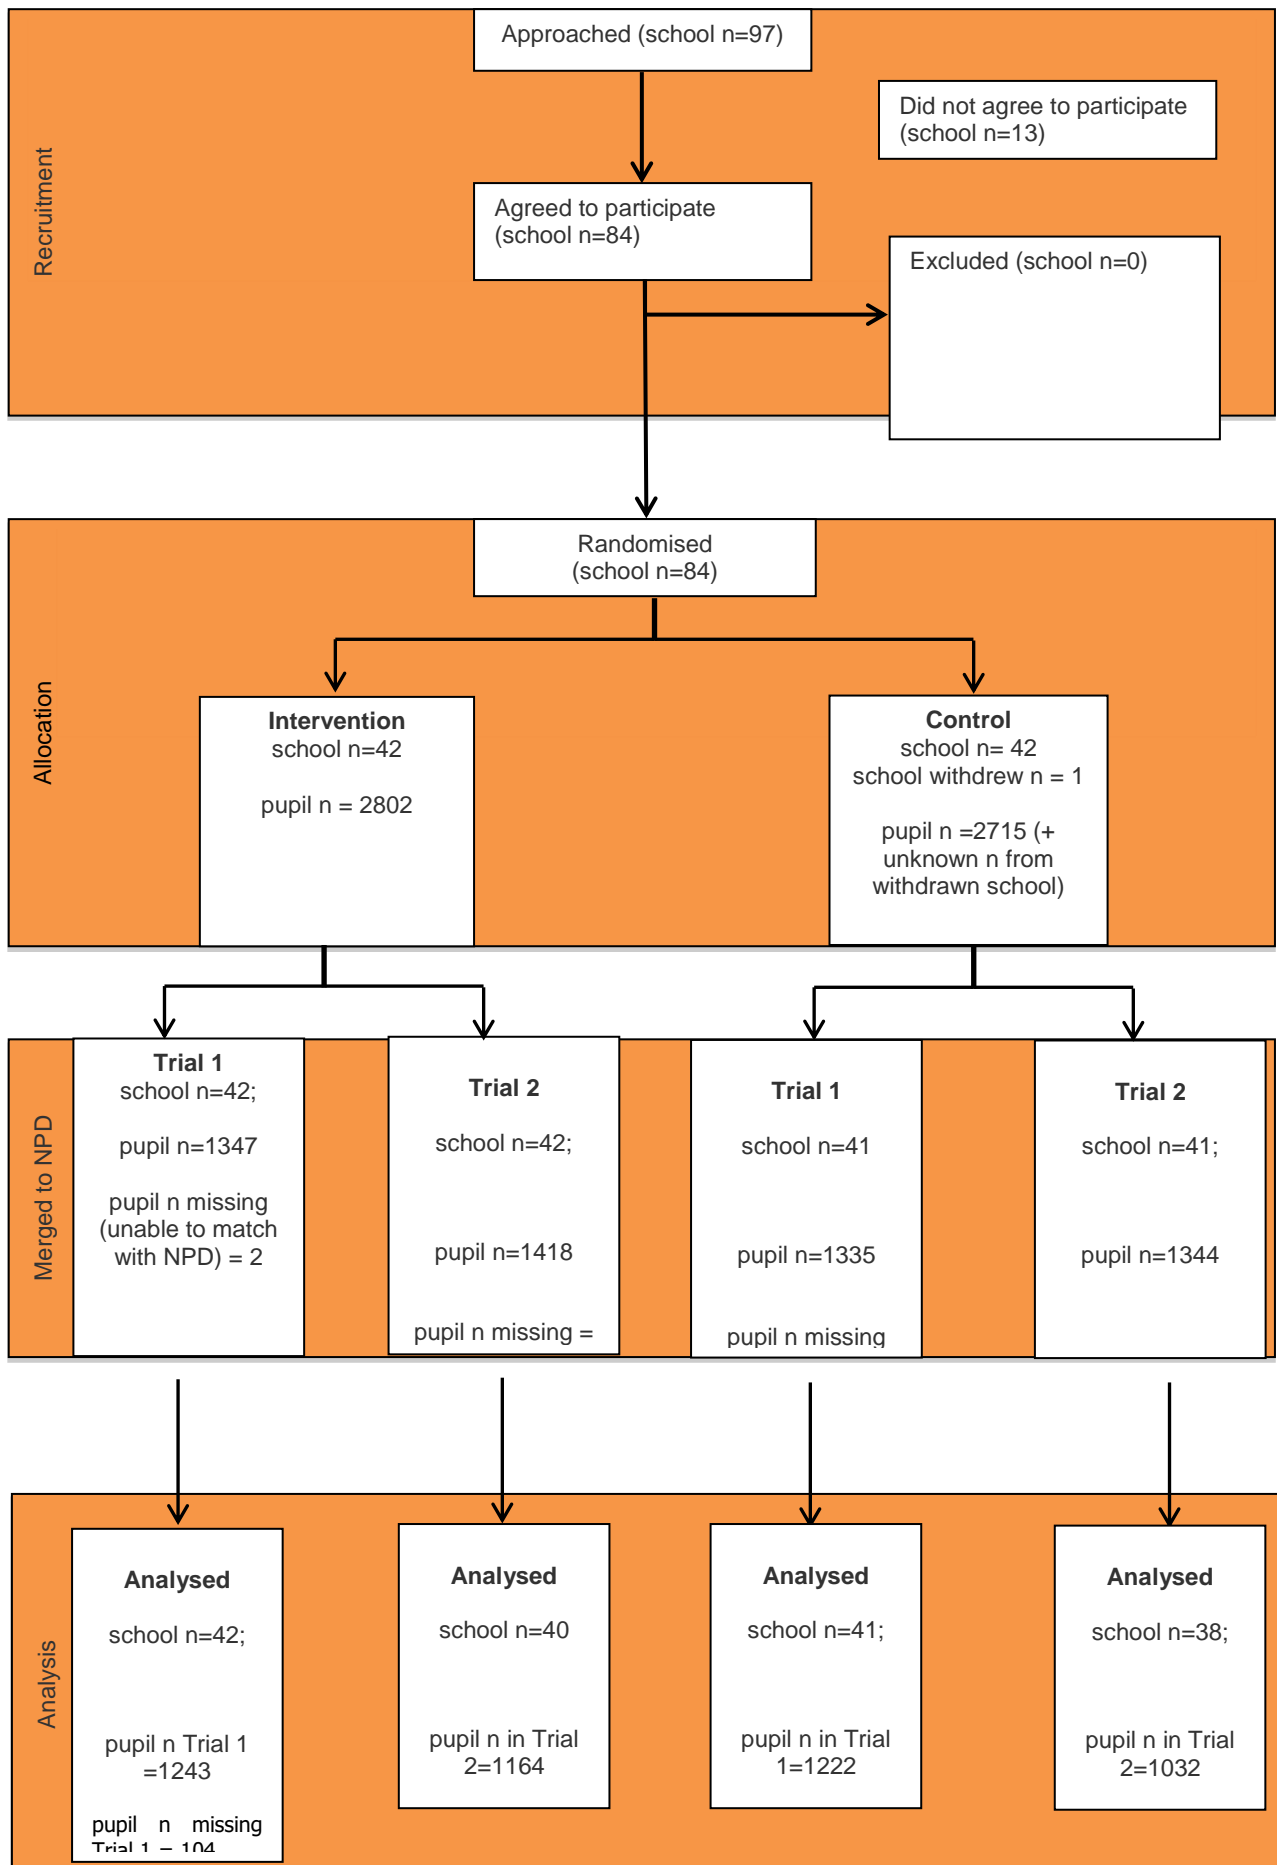 Approached (school n=97)
Did not agree to participate
(school n=13)
Recruitment
Agreed to participate
(school n=84)
Excluded (school n=0)
Randomised
(school n=84)
Allocation
Intervention
school n=42
pupil n = 2802
Control
school n= 42
school withdrew n = 1
pupil n =2715 (+
unknown n from
withdrawn school)
Merged to NPD
Trial 1
school n=42;
pupil n=1347
pupil n missing
(unable to match
with NPD) = 2
Trial 2
school n=42;
pupil n=1418
pupil n missing =
Trial 1
school n=41
pupil n=1335
pupil n missing
Trial 2
school n=41;
pupil n=1344
Analysis
Analysed
school n=42;
pupil n Trial 1
=1243
pupil n missing
Trial 1 = 104
Analysed
school n=40
pupil n in Trial
2=1164
Analysed
school n=41;
pupil n in Trial
1=1222
Analysed
school n=38;
pupil n in Trial
2=1032